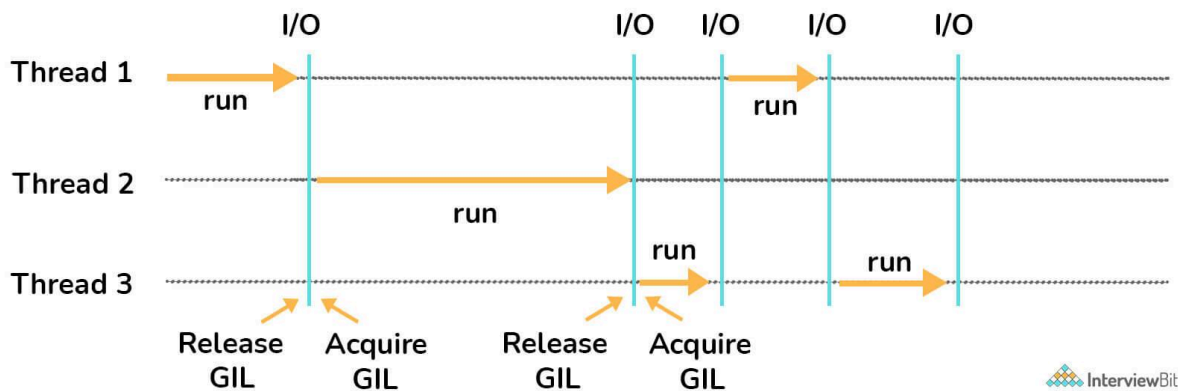 I/O I/O I/O I/O I/O
Thread 1
run run
Thread 2
run
run run
Thread 3
Release Acquire Release Acquire
GIL GIL GIL GIL
InterviewBit